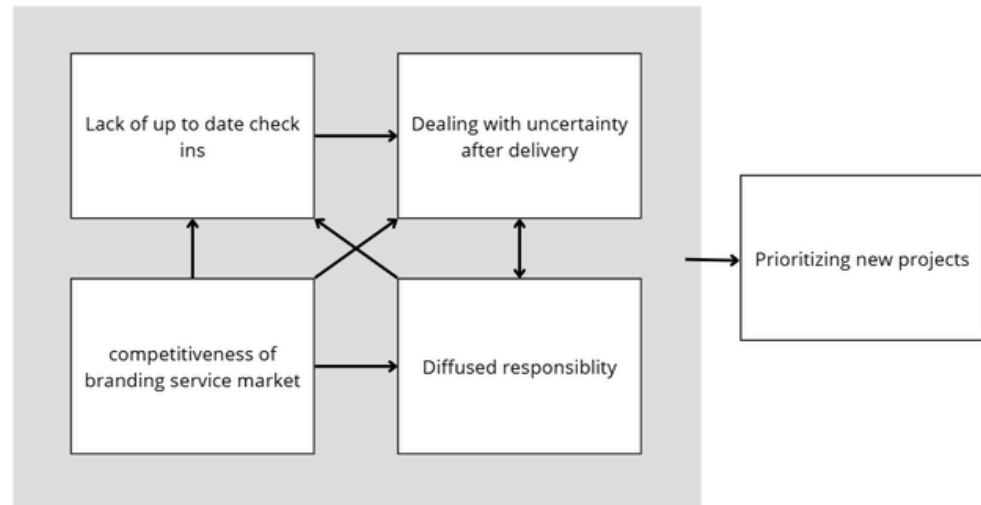 Lack of up to date check
ins
Dealing with uncertainty
after delivery
Prioritizing new projects
competitiveness of
branding service market
Diffused responsiblity